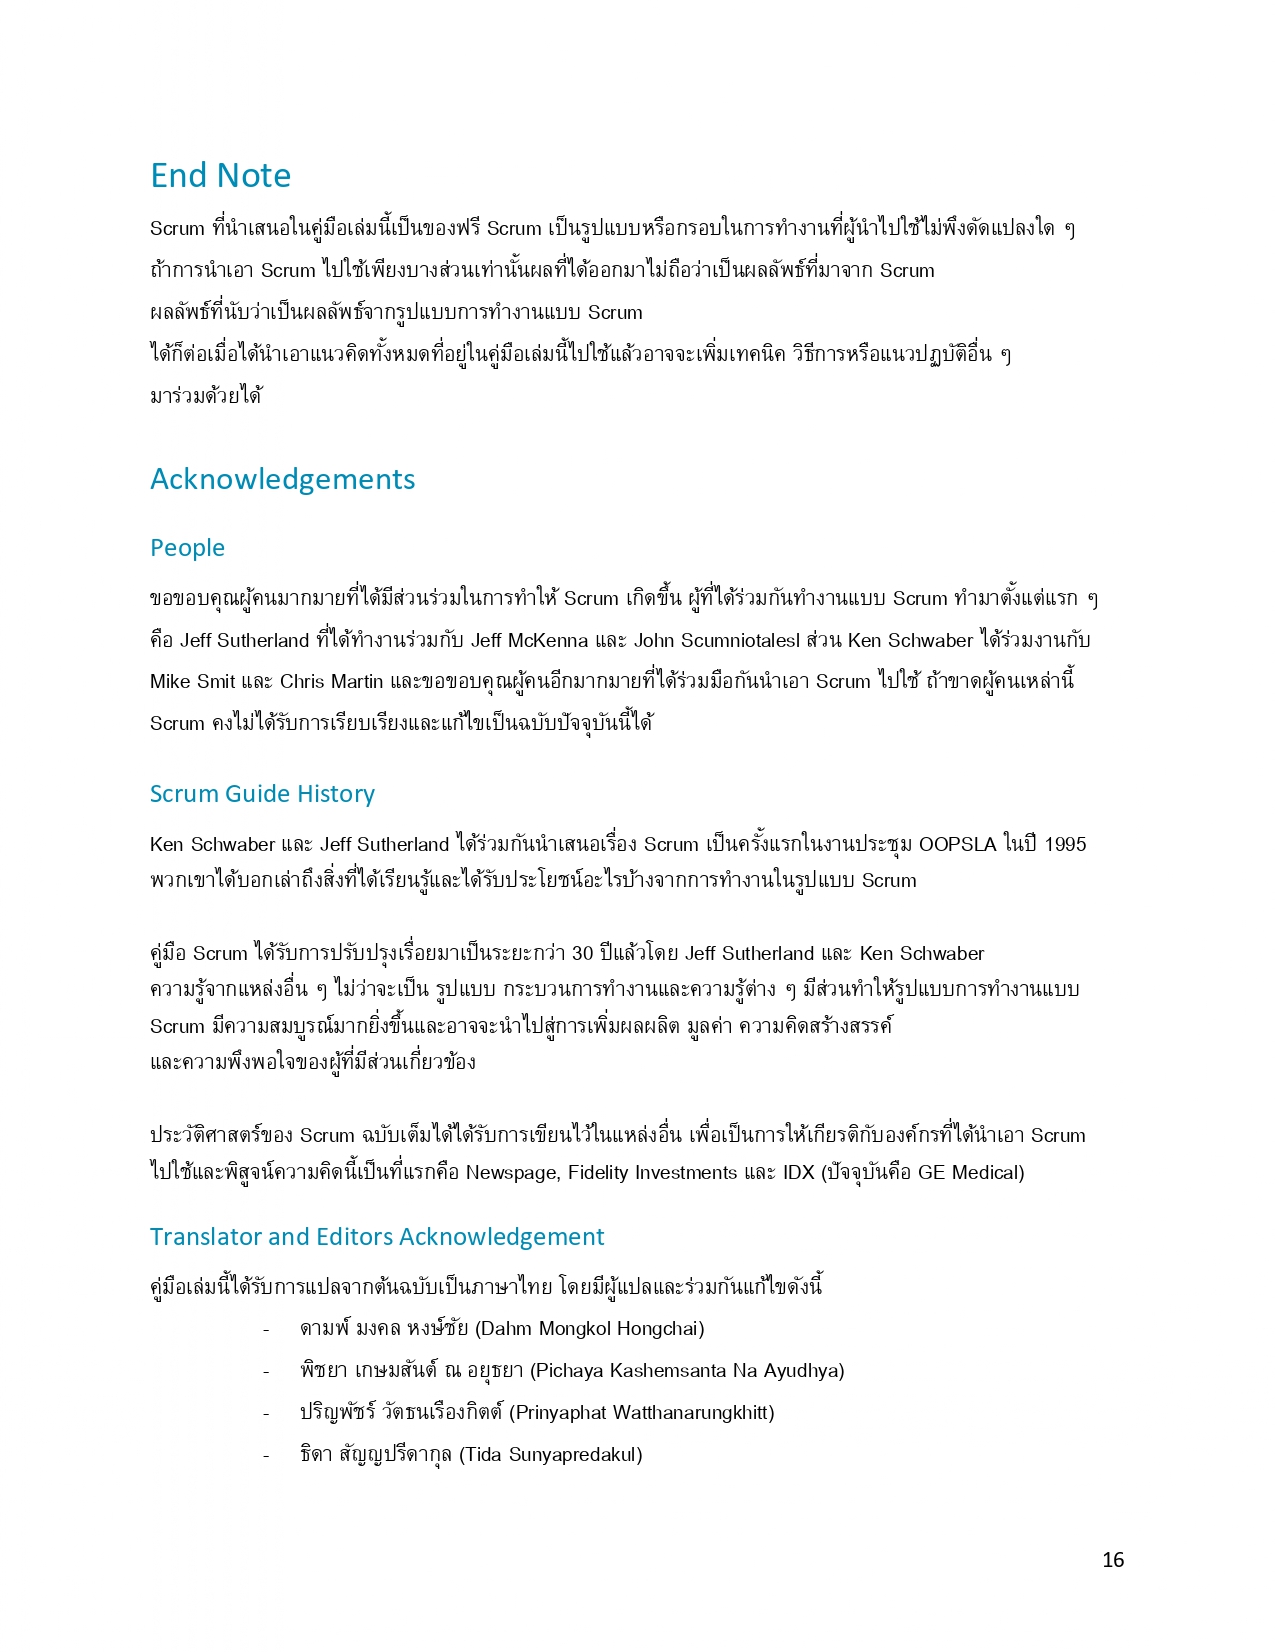 End Note
Scrum ที่นำเสนอในคู่มือเล่มนี้เป็นของฟรี Scrum เป็นรูปแบบหรือกรอบในการทำงานที่ผู้นำไปใช้ไม่พึงดัดแปลงใด ๆ
ถ้าการนำเอา Scrum ไปใช้เพียงบางส่วนเท่านั้นผลที่ได้ออกมาไม่ถือว่าเป็นผลลัพธ์ที่มาจาก Scrum
ผลลัพธ์ที่นับว่าเป็นผลลัพธ์จากรูปแบบการทำงานแบบ Scrum
ได้ก็ต่อเมื่อได้นำเอาแนวคิดทั้งหมดที่อยู่ในคู่มือเล่มนี้ไปใช้แล้วอาจจะเพิ่มเทคนิค วิธีการหรือแนวปฏบัติอื่น ๆ
มาร่วมด้วยได้
Acknowledgements
People
ขอขอบคุณผู้คนมากมายที่ได้มีส่วนร่วมในการทำให้ Scrum เกิดขึ้น ผู้ที่ได้ร่วมกันทำงานแบบ Scrum ทำมาตั้งแต่แรก ๆ
คือ Jeff Sutherland ที่ได้ทำงานร่วมกับ Jeff McKenna และ John Scumniotalesl ส่วน Ken Schwaber ได้ร่วมงานกับ
Mike Smit และ Chris Martin และขอขอบคุณผู้คนอีกมากมายที่ได้ร่วมมือกันนำเอา Scrum ไปใช้ ถ้าขาดผู้คนเหล่านี้
Scrum คงไม่ได้รับการเรียบเรียงและแก้ไขเป็นฉบับปัจจุบันนี้ได้
Scrum Guide History
Ken Schwaber และ Jeff Sutherland ได้ร่วมกันนำเสนอเรื่อง Scrum เป็นครั้งแรกในงานประชุม OOPSLA ในปี 1995
พวกเขาได้บอกเล่าถึงสิ่งที่ได้เรียนรู้และได้รับประโยชน์อะไรบ้างจากการทำงานในรูปแบบ Scrum
คู่มือ Scrum ได้รับการปรับปรุงเรื่อยมาเป็นระยะกว่า 30 ปีแล้วโดย Jeff Sutherland และ Ken Schwaber
ความรู้จากแหล่งอื่น ๆ ไม่ว่าจะเป็น รูปแบบ กระบวนการทำงานและความรู้ต่าง ๆ มีส่วนทำให้รูปแบบการทำงานแบบ
Scrum มีความสมบูรณ์มากยิ่งขึ้นและอาจจะนำไปสู่การเพิ่มผลผลิต มูลค่า ความคิดสร้างสรรค์
และความพึงพอใจของผู้ที่มีส่วนเกี่ยวข้อง
ประวัติศาสตร์ของ Scrum ฉบับเต็มได้ได้รับการเขียนไว้ในแหล่งอื่น เพื่อเป็นการให้เกียรติกับองค์กรที่ได้นำเอา Scrum
ไปใช้และพิสูจน์ความคิดนี้เป็นที่แรกคือ Newspage, Fidelity Investments และ IDX (ปัจจุบันคือ GE Medical)
Translator and Editors Acknowledgement
คู่มือเล่มนี้ได้รับการแปลจากต้นฉบับเป็นภาษาไทย โดยมีผู้แปลและร่วมกันแก้ไขดังนี้
- ดามพ์ มงคล หงษ์ชัย (Dahm Mongkol Hongchai)
- พิชยา เกษมสันต์ ณ อยุธยา (Pichaya Kashemsanta Na Ayudhya)
- ปริญพัชร์ วัตธนเรืองกิตต์ (Prinyaphat Watthanarungkhitt)
- ธิดา สัญญปรีดากุล (Tida Sunyapredakul)
16